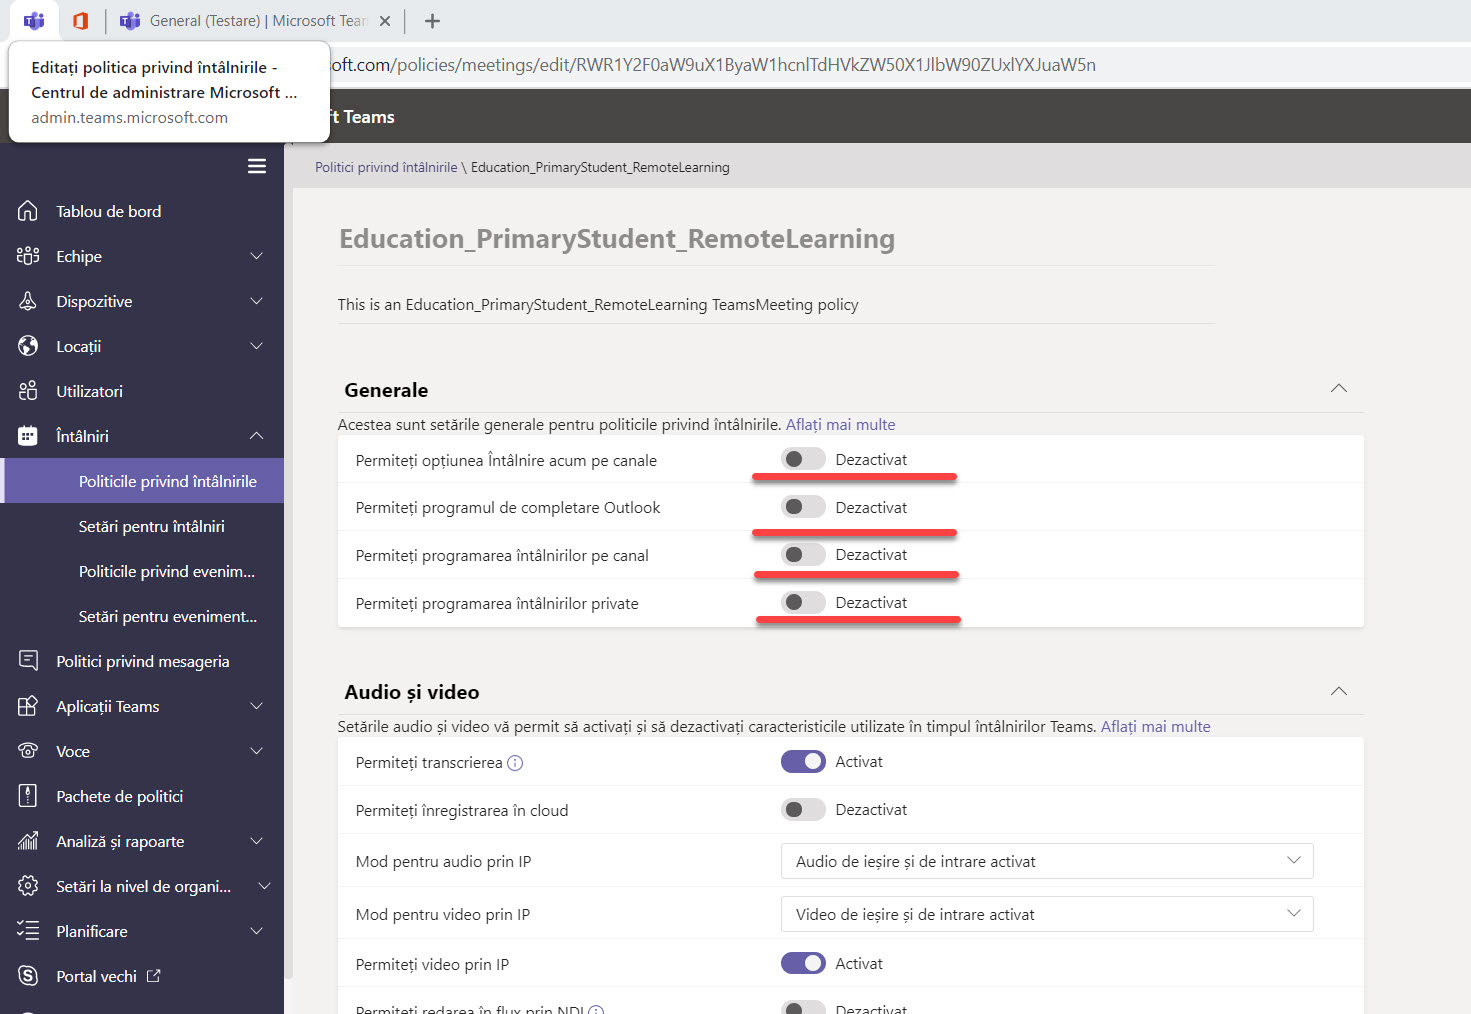 General (Testare) | Microsoft Tean
Editați politica privind întâlnirile -
Centrul de administrare Microsoft ...
admin.teams.microsoft.com
soft.com/policies/meetings/edit/RWR1Y2F0aW9uX1ByaW1hcnlTdHVkZW50X1JlbW90ZUxlYXJuaW5n
ft Teams
Politici privind întâlnirile \ Education_PrimaryStudent_RemoteLearning
Tablou de bord
Echipe
Dispozitive
Locații
Utilizatori
Întâlniri
Politicile privind întâlnirile
Setări pentru întâlniri
Politicile privind evenim...
Setări pentru eveniment...
Politici privind mesageria
Aplicații Teams
Voce
Pachete de politici
Analiză și rapoarte
Setări la nivel de organi...
Planificare
Portal vechi
Education_PrimaryStudent_RemoteLearning
This is an Education_PrimaryStudent_RemoteLearning TeamsMeeting policy
Generale
Acestea sunt setările generale pentru politicile privind întâlnirile. Aflați mai multe
Permiteți opțiunea Întâlnire acum pe canale Dezactivat
Permiteți programul de completare Outlook Dezactivat
Permiteți programarea întâlnirilor pe canal Dezactivat
Permiteți programarea întâlnirilor private Dezactivat
Audio și video
Setările audio și video vă permit să activați și să dezactivați caracteristicile utilizate în timpul întâlnirilor Teams. Aflați mai multe
Permiteți transcrierea Activat
Permiteți înregistrarea în cloud Dezactivat
Mod pentru audio prin IP Audio de ieșire și de intrare activat
Mod pentru video prin IP Video de ieșire și de intrare activat
Permiteți video prin IP Activat
Permiteți redarea în flux prin NDI Dezactivat